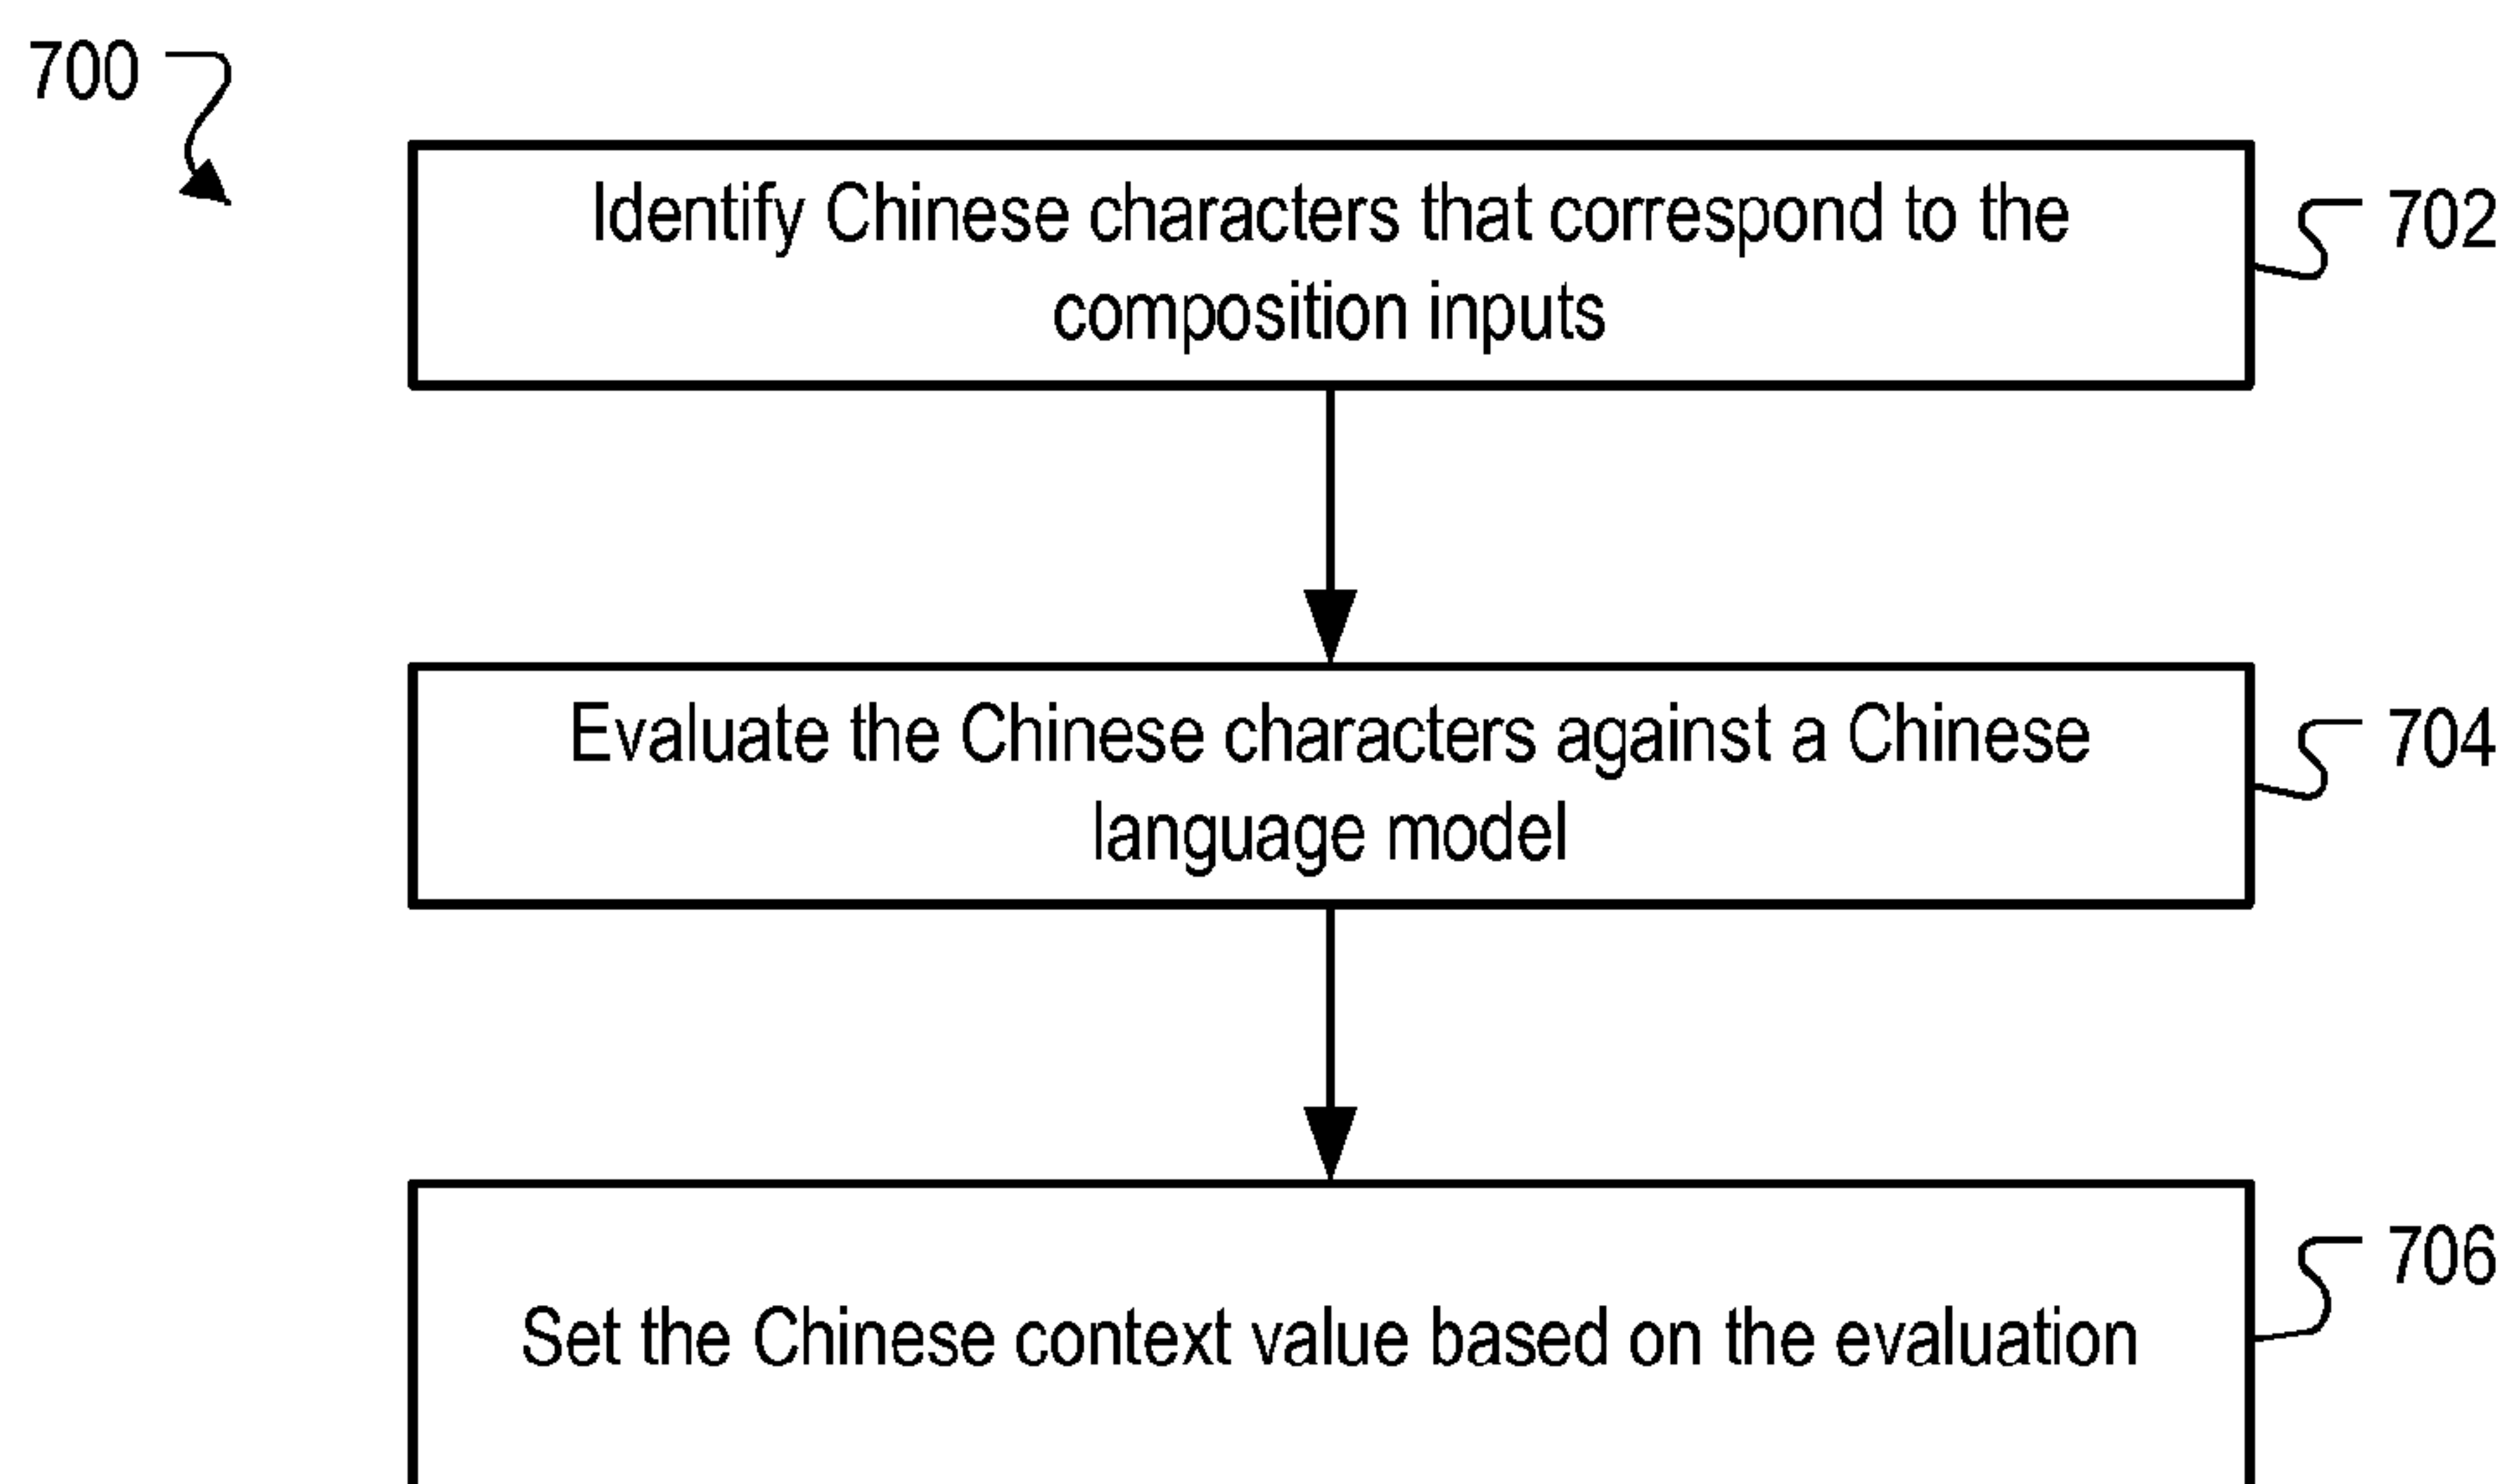 700
Identify Chinese characters that correspond to the
composition inputs
702
Evaluate the Chinese characters against a Chinese
language model
704
Set the Chinese context value based on the evaluation
706